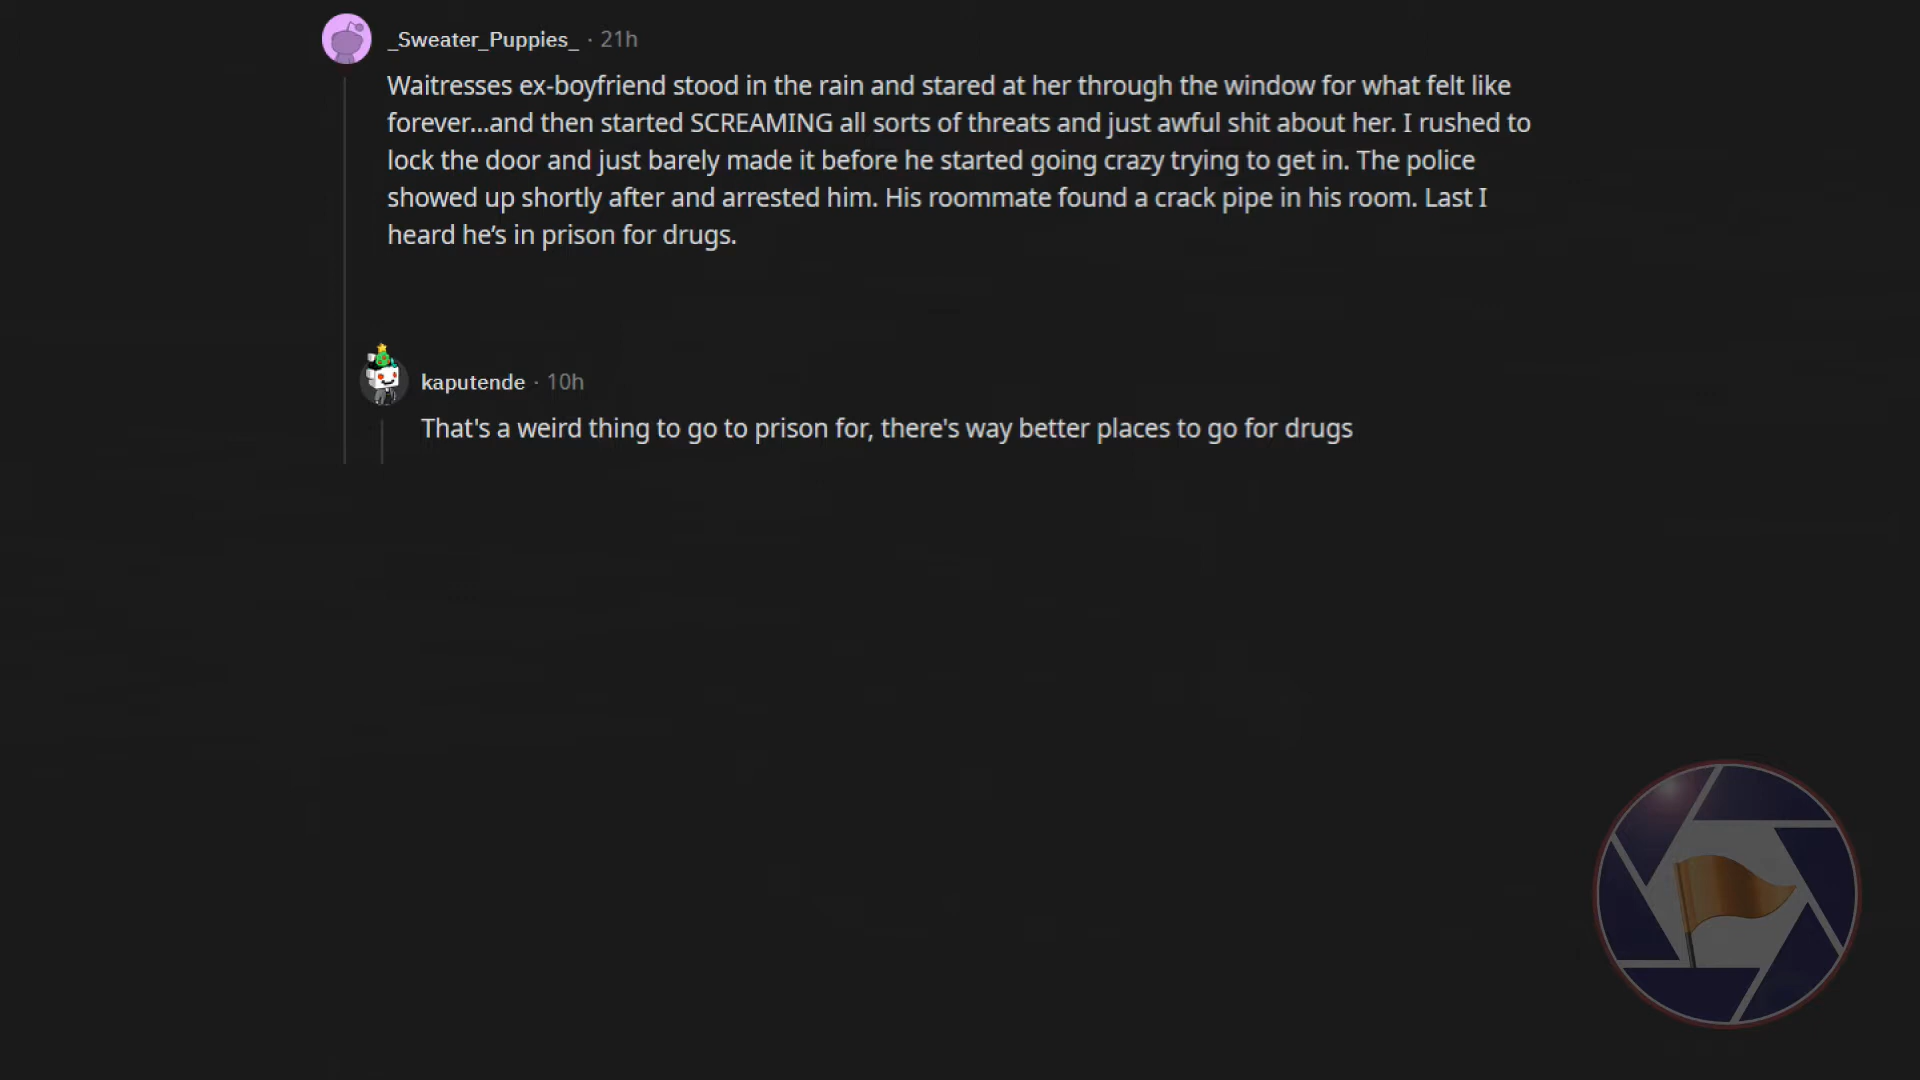 _Sweater_Puppies_ · 21h
Waitresses ex-boyfriend stood in the rain and stared at her through the window for what felt like
forever...and then started SCREAMING all sorts of threats and just awful shit about her. I rushed to
lock the door and just barely made it before he started going crazy trying to get in. The police
showed up shortly after and arrested him. His roommate found a crack pipe in his room. Last I
heard he’s in prison for drugs.
kaputende · 10h
That's a weird thing to go to prison for, there's way better places to go for drugs